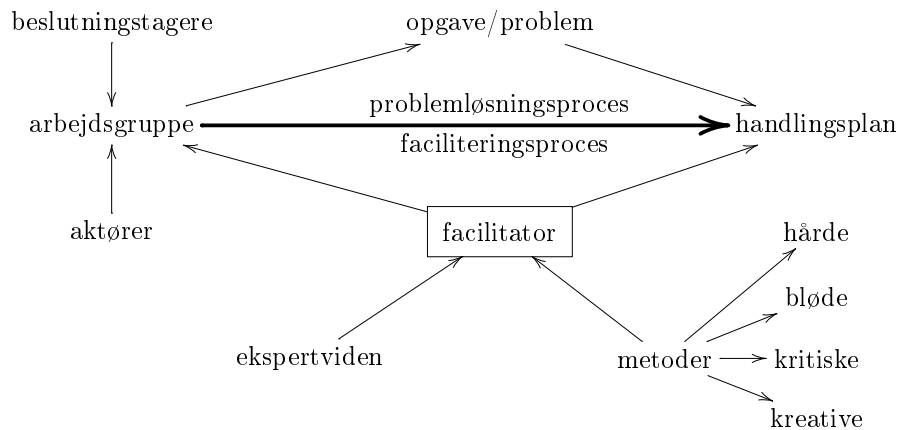 beslutningstagere
opgave/problem
problemløsningsproces
arbejdsgruppe
handlingsplan
faciliteringsproces
aktører
facilitator
hårde
bløde
ekspertviden
metoder
kritiske
kreative